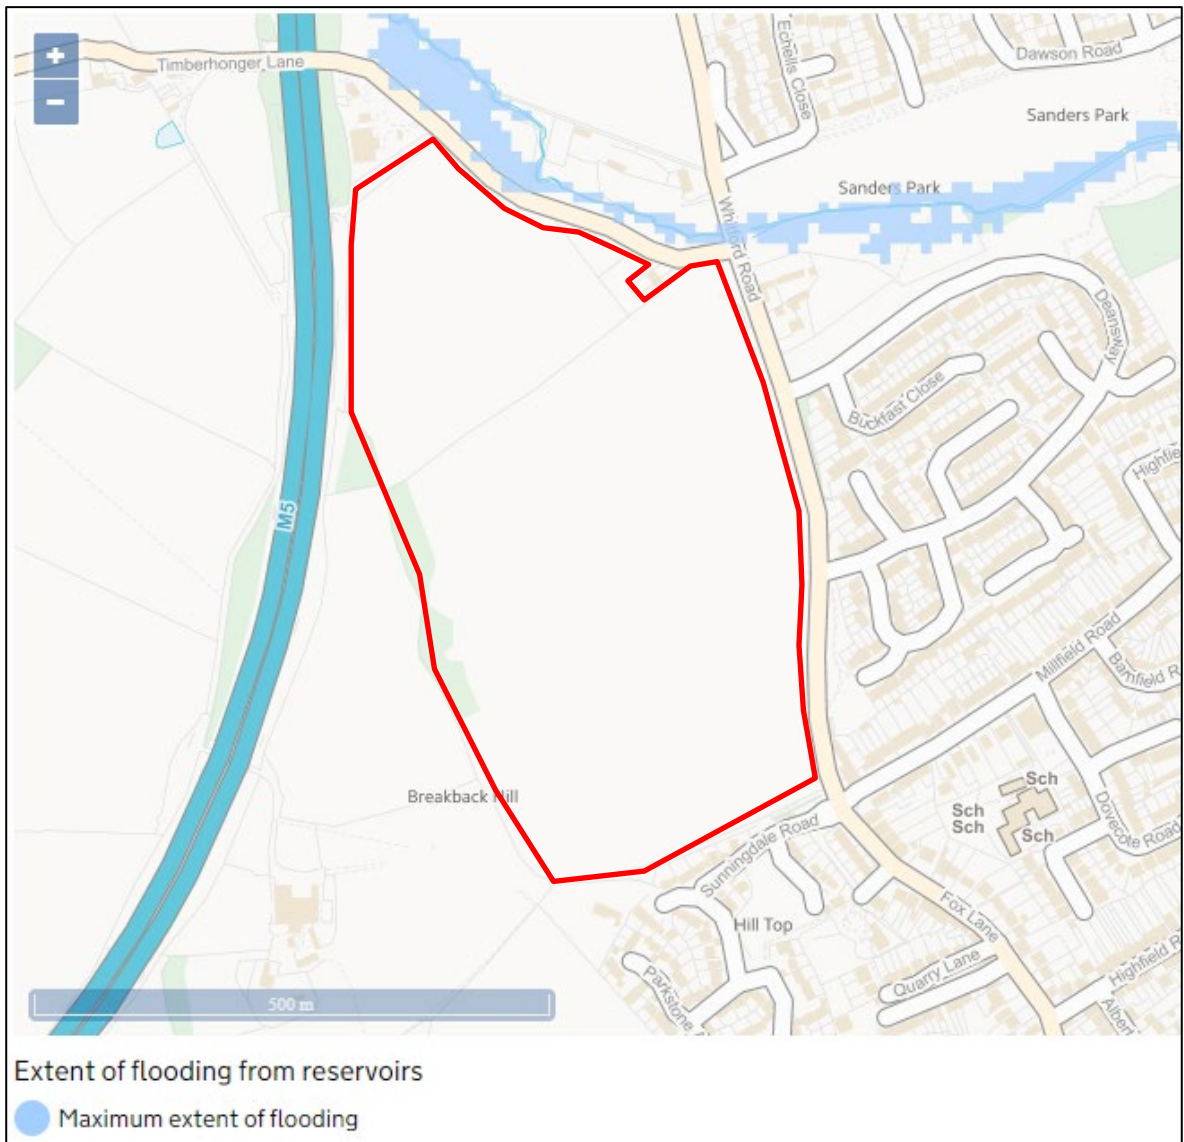 +
−
Timberhonger Lane
Echells Close
Dawson Road
Sanders Park
Sanders Park
Whitford Road
Deansway
Buckfast Close
Highfie
M5
Millfield Road
Bamfield R
Breakback Hill
Sch
Sch
Sch
Sch
Dovecote Road
Sunningdale Road
Hill Top
Fox Lane
Highfield R
Quarry Lane
Parkstone
Albert
500 m
Extent of flooding from reservoirs
Maximum extent of flooding